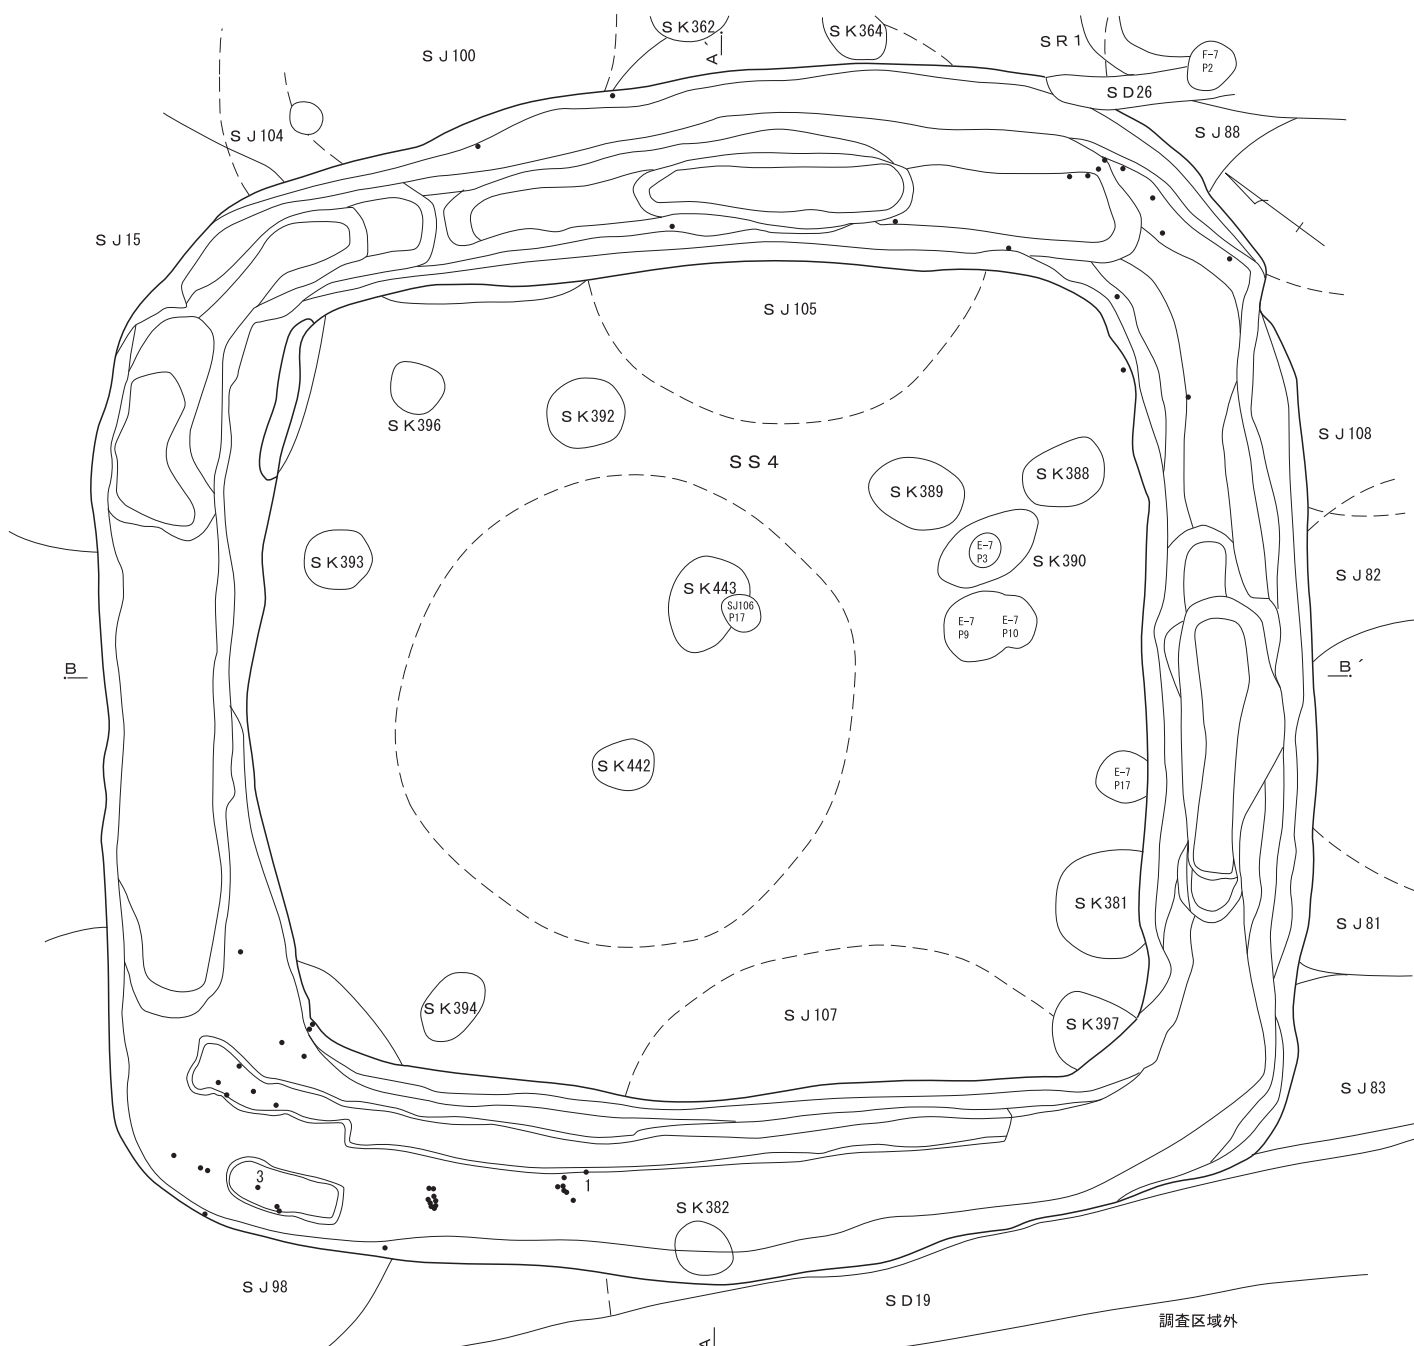 SK362
A´
SK364
SR1
SJ100
F-7
P2
SD26
SJ104
SJ88
SJ15
SJ105
SK396
SK392
SJ108
SS4
SK389
SK388
E-7
P3
SK390
SK393
SJ82
SK443
SJ106
P17
E-7
P9
E-7
P10
B
B´
SK442
E-7
P17
SK381
SJ81
SK394
SJ107
SK397
SJ83
3
1
SK382
SJ98
SD19
調査区域外
A